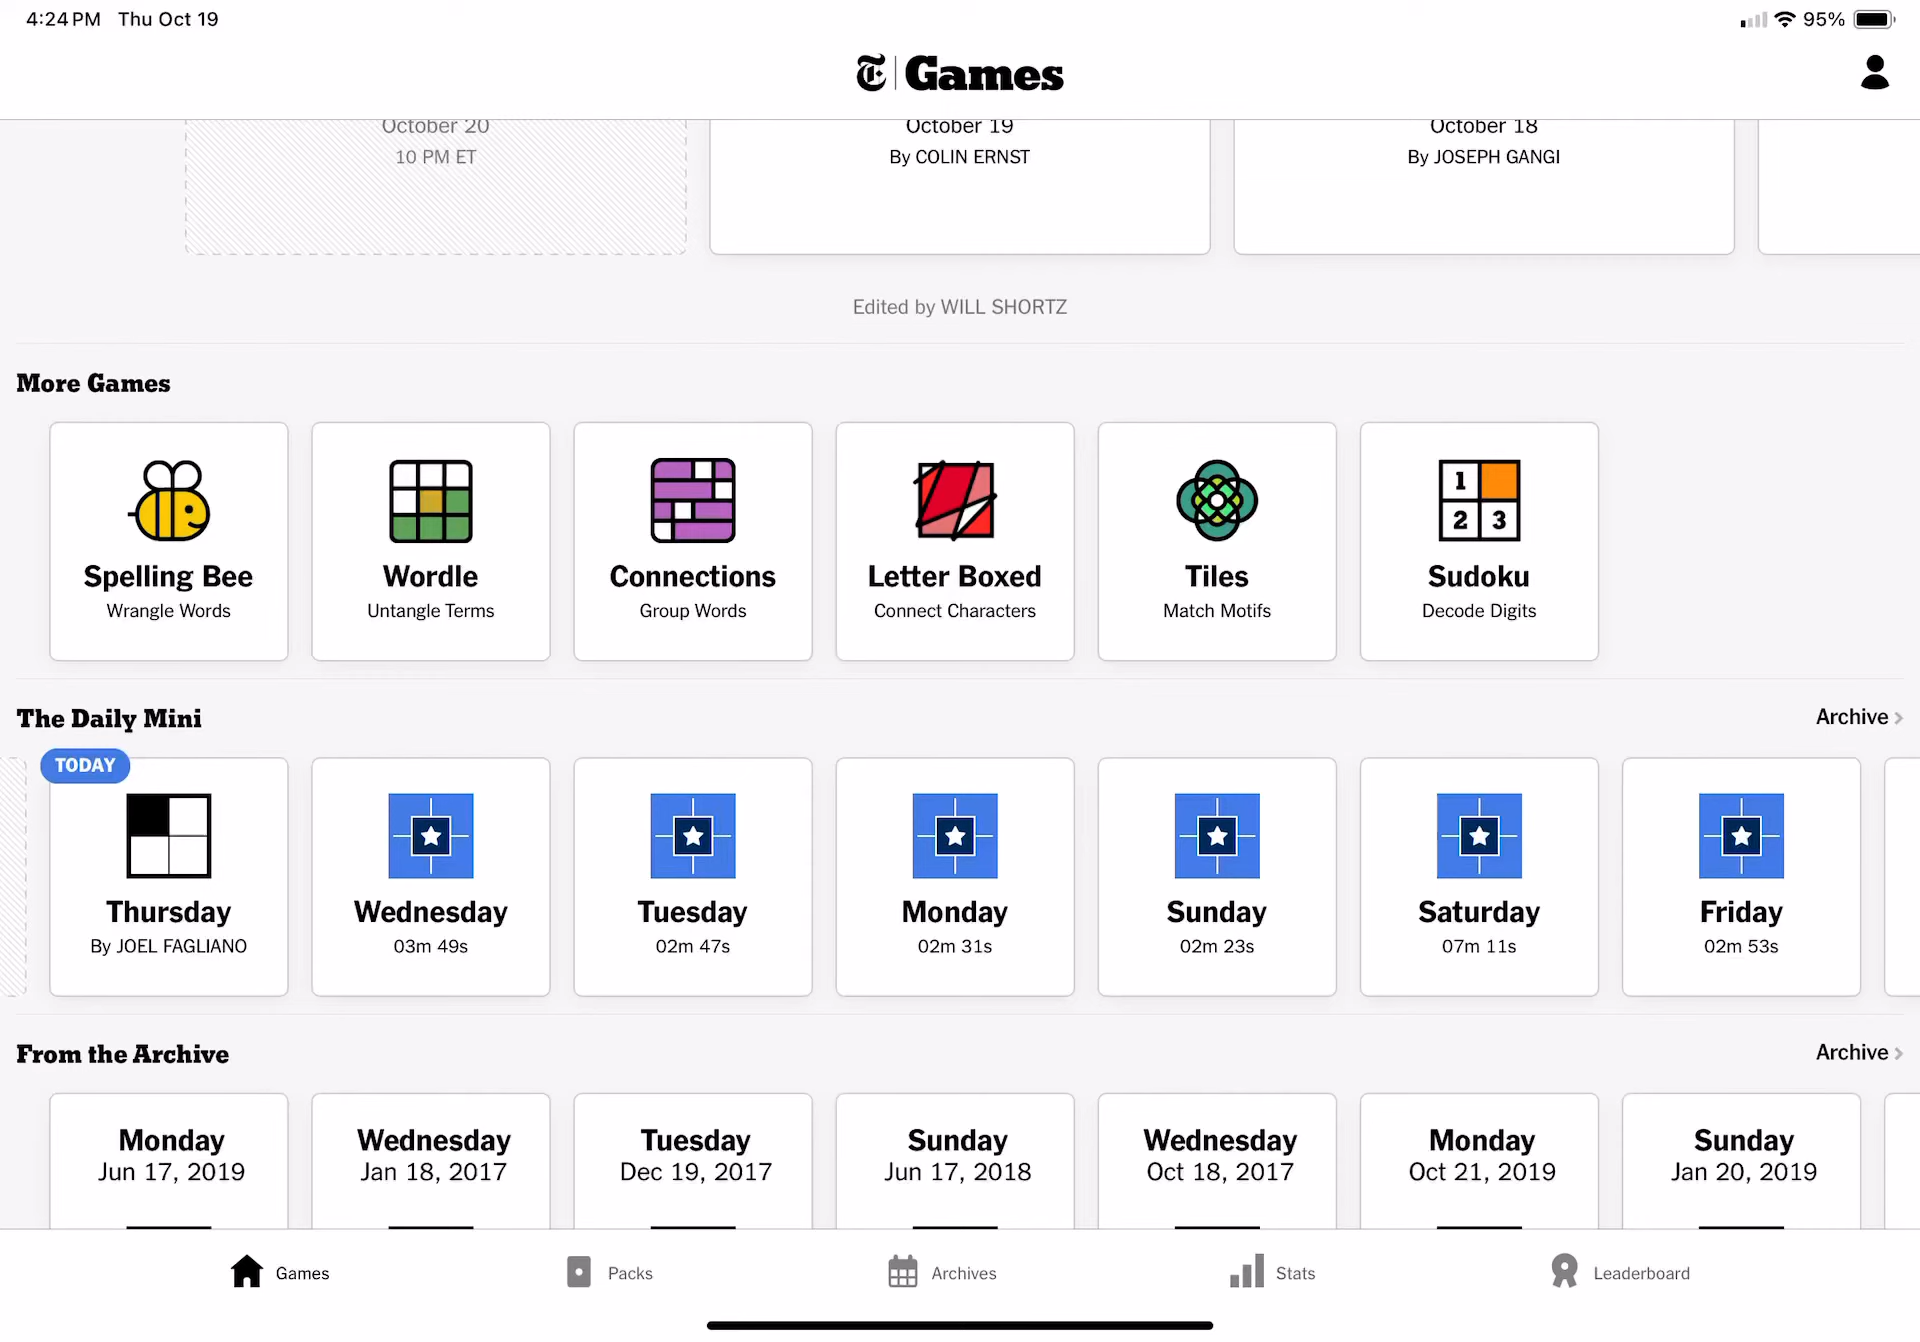 4:24 PM Thu Oct 19
95%
T Games
October 20
10 PM ET
October 19
By COLIN ERNST
October 18
By JOSEPH GANGI
Edited by WILL SHORTZ
More Games
Spelling Bee
Wrangle Words
Wordle
Untangle Terms
Connections
Group Words
Letter Boxed
Connect Characters
Tiles
Match Motifs
1
2 3
Sudoku
Decode Digits
The Daily Mini
Archive
TODAY
Thursday
By JOEL FAGLIANO
Wednesday
03m 49s
Tuesday
02m 47s
Monday
02m 31s
Sunday
02m 23s
Saturday
07m 11s
Friday
02m 53s
From the Archive
Archive
Monday
Jun 17, 2019
Wednesday
Jan 18, 2017
Tuesday
Dec 19, 2017
Sunday
Jun 17, 2018
Wednesday
Oct 18, 2017
Monday
Oct 21, 2019
Sunday
Jan 20, 2019
Games
Packs
Archives
Stats
Leaderboard